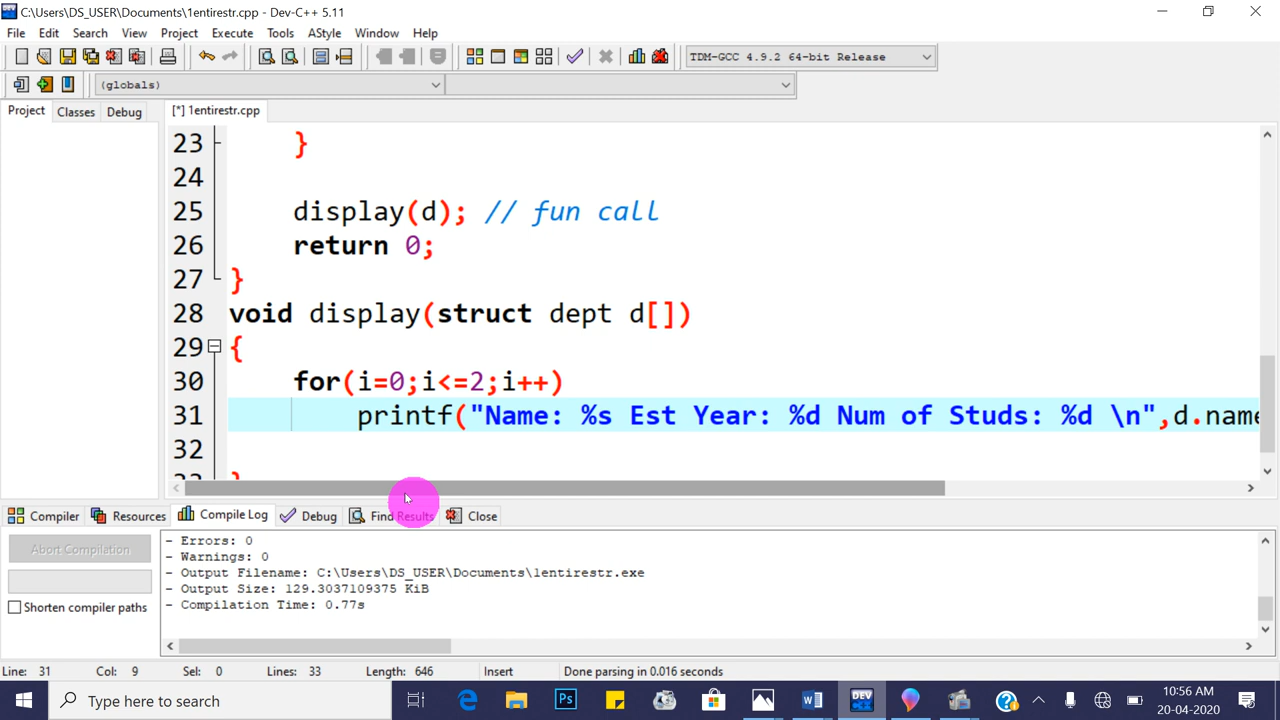 C:\Users\DS_USER\Documents\1entirestr.cpp - Dev-C++ 5.11
File Edit Search View Project Execute Tools AStyle Window Help
TDM-GCC 4.9.2 64-bit Release
(globals)
Project Classes Debug [*] 1entirestr.cpp
23 }
24
25 display(d); // fun call
26 return 0;
27 }
28 void display(struct dept d[])
29 {
30 for(i=0;i<=2;i++)
31 printf("Name: %s Est Year: %d Num of Studs: %d \n",d.name
32
Compiler Resources Compile Log Debug Find Results Close
Abort Compilation
Shorten compiler paths
- Errors: 0
- Warnings: 0
- Output Filename: C:\Users\DS_USER\Documents\1entirestr.exe
- Output Size: 129.3037109375 KiB
- Compilation Time: 0.77s
Line: 31 Col: 9 Sel: 0 Lines: 33 Length: 646 Insert Done parsing in 0.016 seconds
Type here to search
10:56 AM
20-04-2020